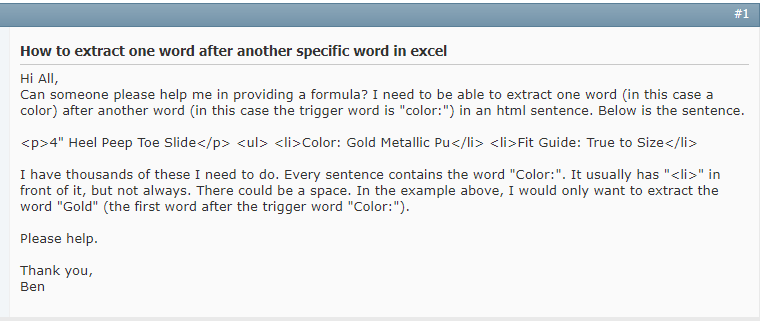 #1
How to extract one word after another specific word in excel
Hi All,
Can someone please help me in providing a formula? I need to be able to extract one word (in this case a
color) after another word (in this case the trigger word is "color:") in an html sentence. Below is the sentence.
<p>4" Heel Peep Toe Slide</p> <ul> <li>Color: Gold Metallic Pu</li> <li>Fit Guide: True to Size</li>
I have thousands of these I need to do. Every sentence contains the word "Color:". It usually has "<li>" in
front of it, but not always. There could be a space. In the example above, I would only want to extract the
word "Gold" (the first word after the trigger word "Color:").
Please help.
Thank you,
Ben